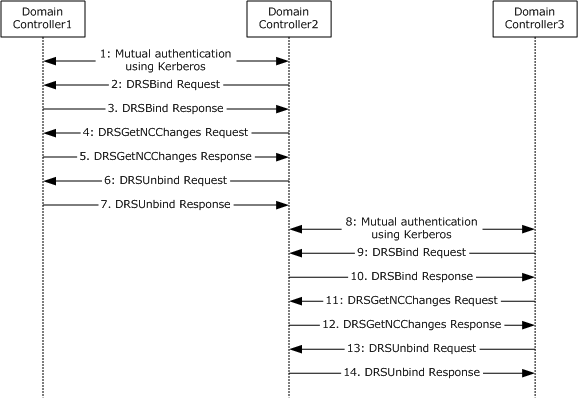 Domain
Controller1
Domain
Controller2
Domain
Controller3
1: Mutual authentication
using Kerberos
2: DRSBind Request
3. DRSBind Response
4: DRSGetNCChanges Request
5. DRSGetNCChanges Response
6: DRSUnbind Request
7. DRSUnbind Response
8: Mutual authentication
using Kerberos
9: DRSBind Request
10. DRSBind Response
11: DRSGetNCChanges Request
12. DRSGetNCChanges Response
13: DRSUnbind Request
14. DRSUnbind Response